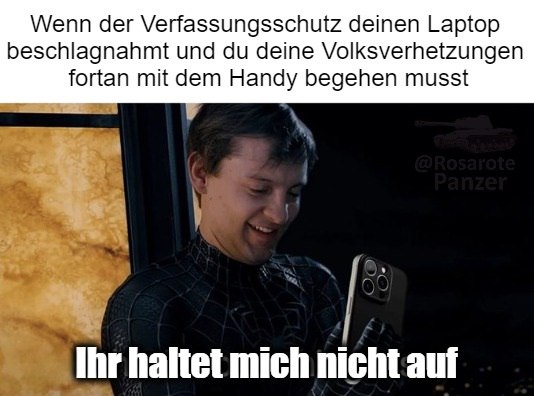 Wenn der Verfassungsschutz deinen Laptop
beschlagnahmt und du deine Volksverhetzungen
fortan mit dem Handy begehen musst
@Rosarote
Panzer
Ihr haltet mich nicht auf